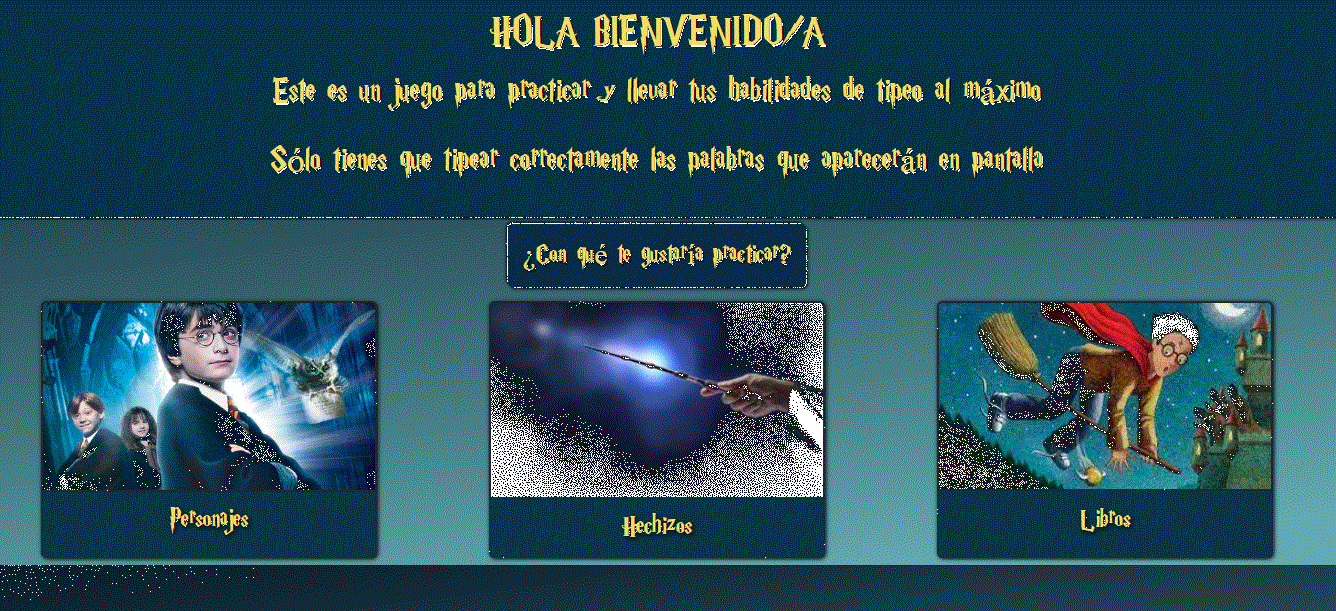 HOLA BIENVENIDO/A
Este es un juego para practicar y llevar tus habilidades de tipeo al máximo
Sólo tienes que tipear correctamente las palabras que aparecerán en pantalla
¿Con qué te gustaría practicar?
Personajes
Hechizos
Libros